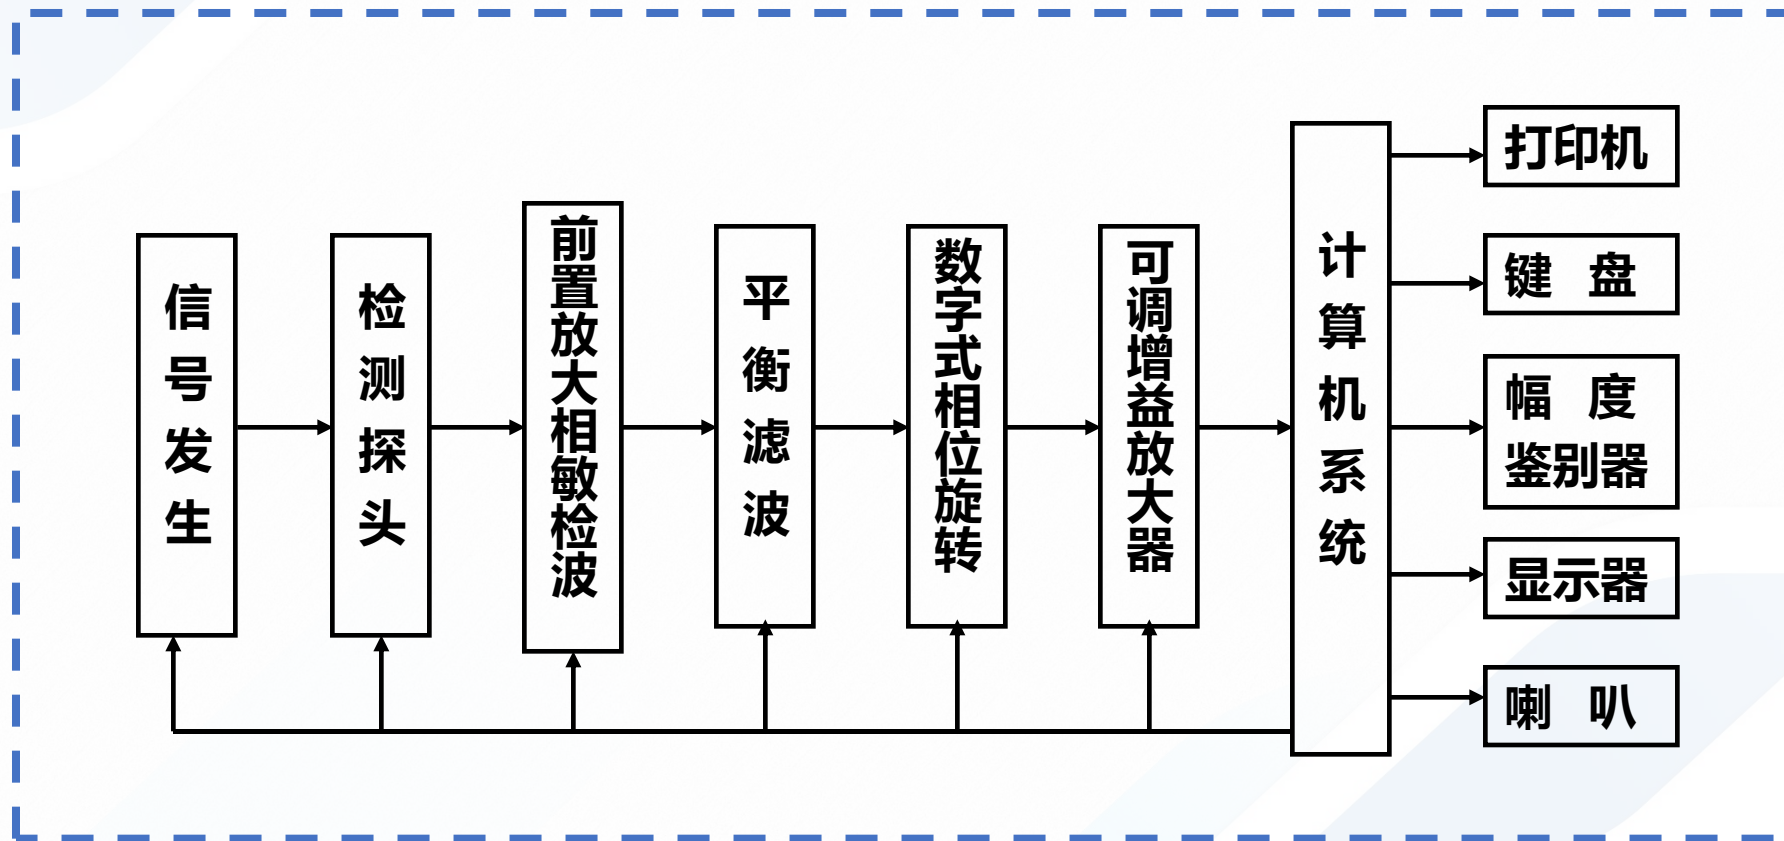 信号发生
检测探头
前置放大相敏检波
平衡滤波
数字式相位旋转
可调增益放大器
计算机系统
打印机
键 盘
幅 度
鉴别器
显示器
喇 叭